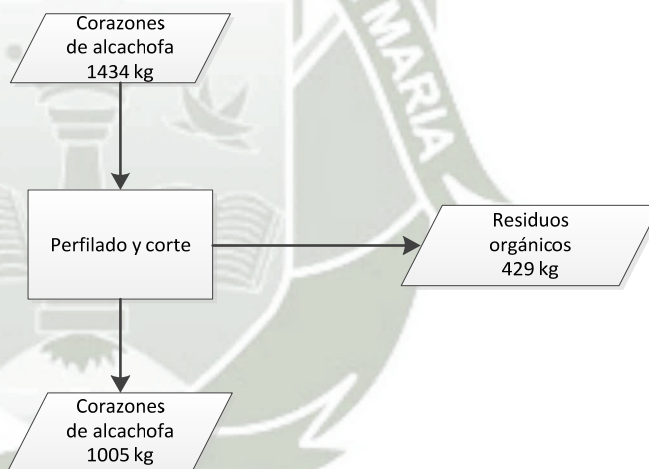 Corazones
de alcachofa
1434 kg
MARIA
Perfilado y corte
Residuos
orgánicos
429 kg
Corazones
de alcachofa
1005 kg